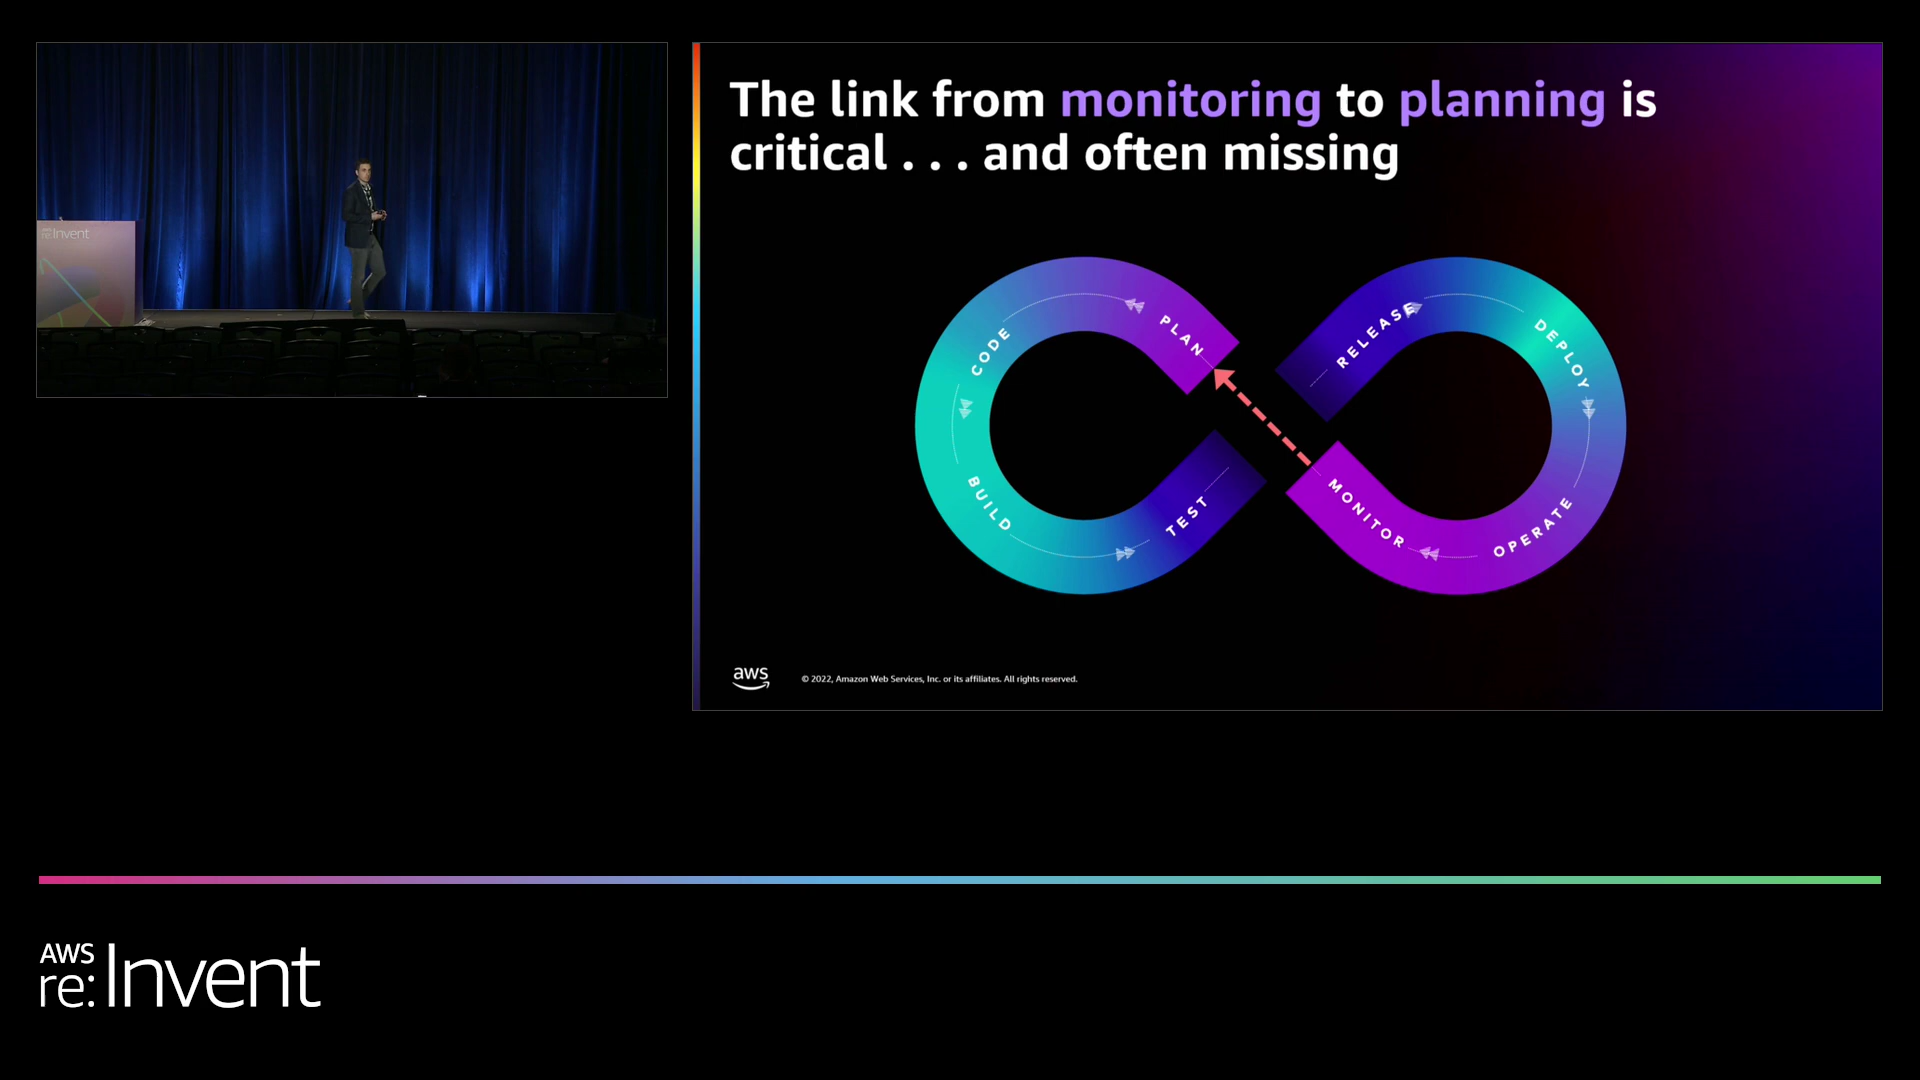 re:Invent
The link from monitoring to planning is
critical . . . and often missing
PLAN
CODE
BUILD
TEST
RELEASE
DEPLOY
OPERATE
MONITOR
aws
© 2022, Amazon Web Services, Inc. or its affiliates. All rights reserved.
AWS
re:Invent